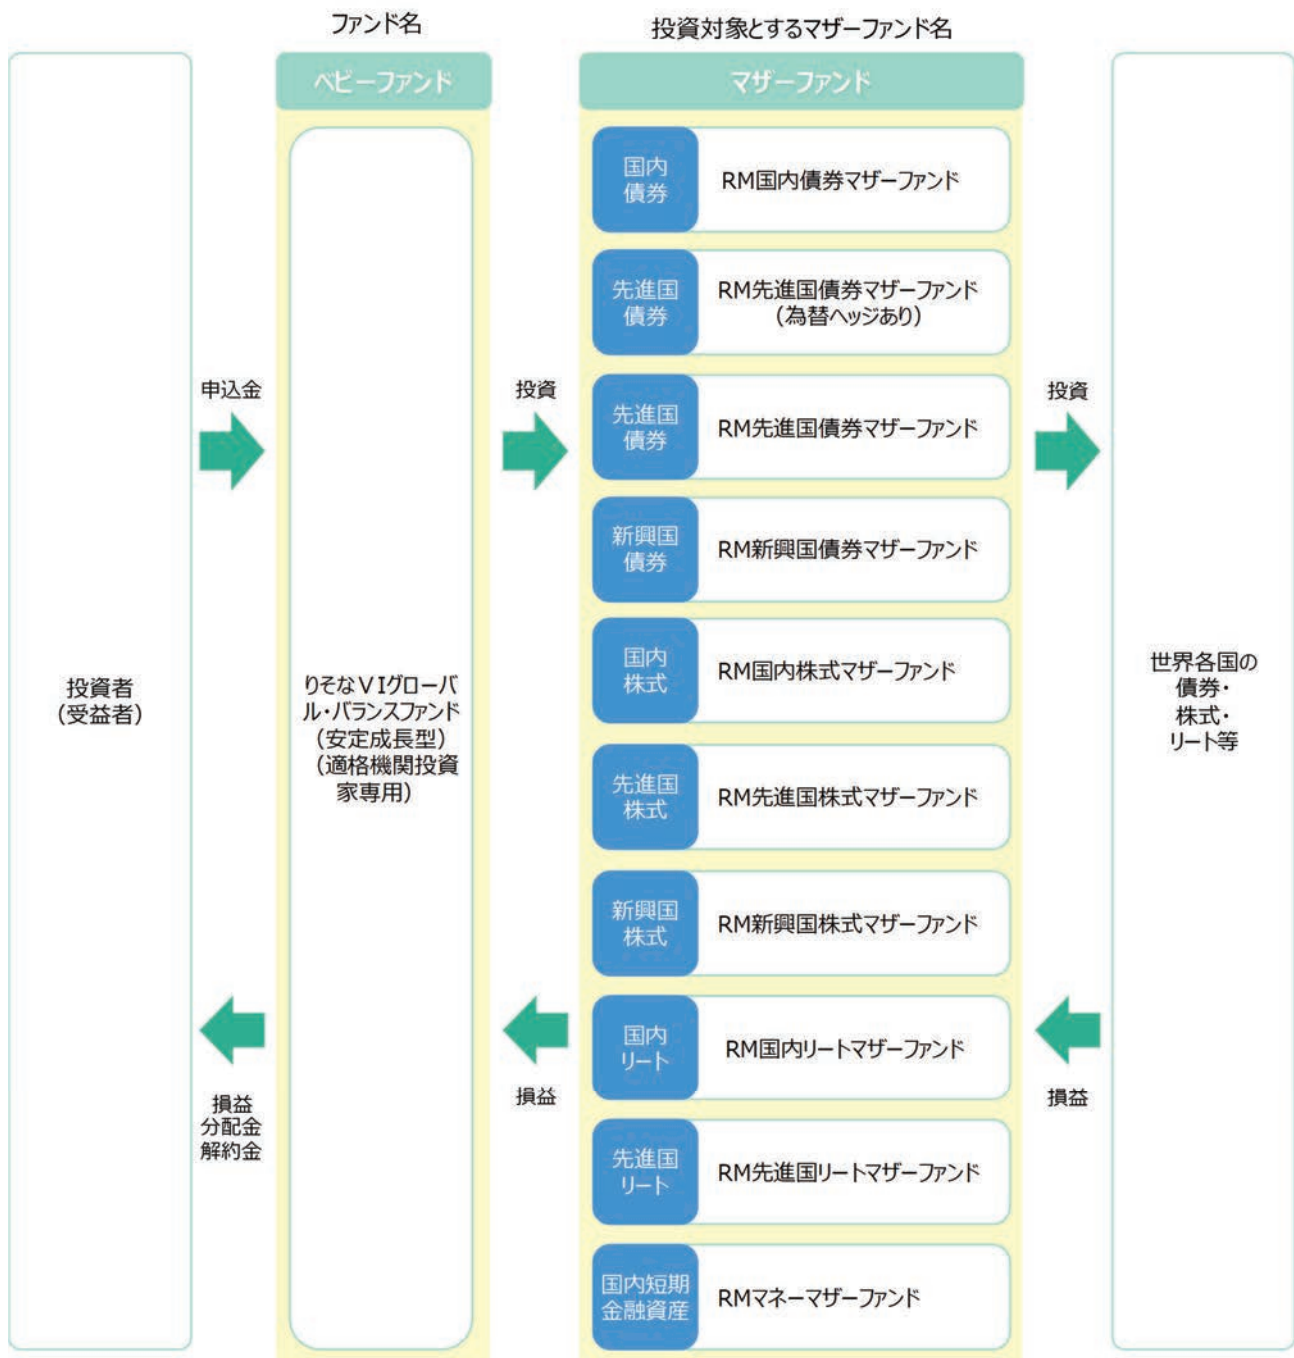 ファンド名
投資対象とするマザーファンド名
ベビーファンド
マザーファンド
投資者
（受益者）
申込金
損益
分配金
解約金
りそなＶＩグローバ
ル・バランスファンド
（安定成長型）
（適格機関投資
家専用）
投資
損益
国内
債券
RM国内債券マザーファンド
先進国
債券
RM先進国債券マザーファンド
（為替ヘッジあり）
先進国
債券
RM先進国債券マザーファンド
新興国
債券
RM新興国債券マザーファンド
国内
株式
RM国内株式マザーファンド
先進国
株式
RM先進国株式マザーファンド
新興国
株式
RM新興国株式マザーファンド
国内
リート
RM国内リートマザーファンド
先進国
リート
RM先進国リートマザーファンド
国内短期
金融資産
RMマネーマザーファンド
投資
損益
世界各国の
債券・
株式・
リート等